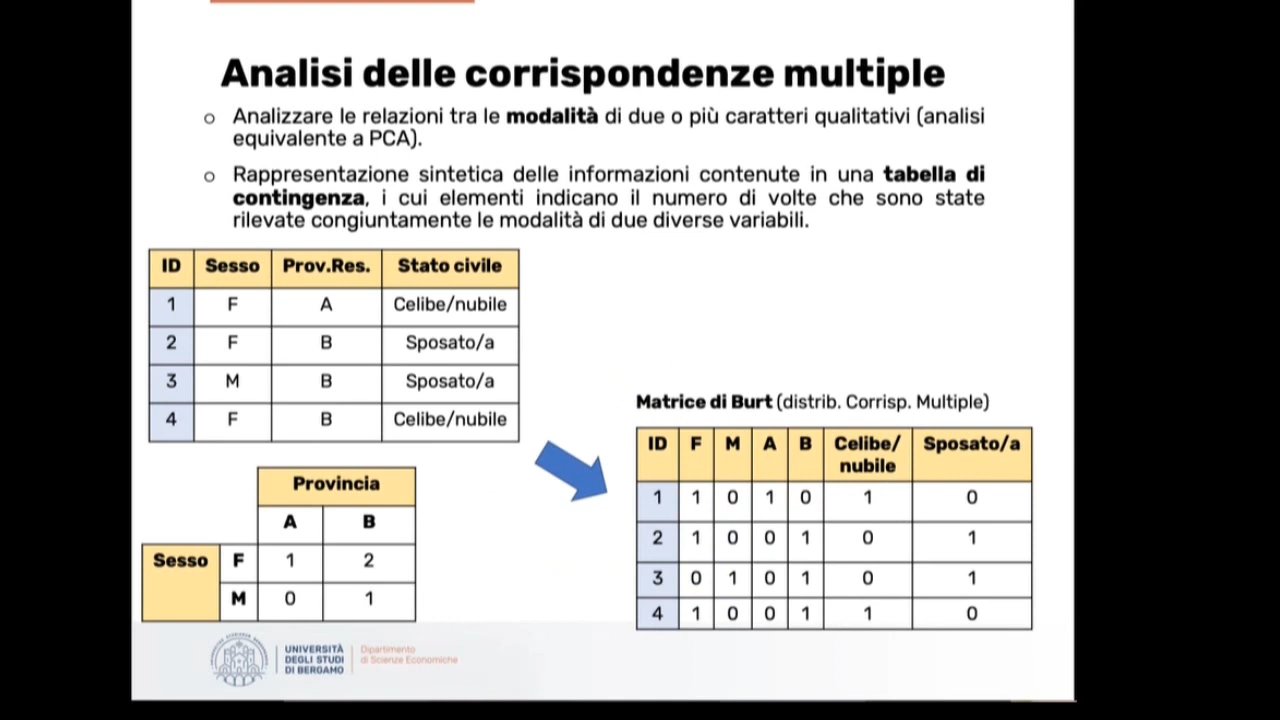 Analisi delle corrispondenze multiple
o Analizzare le relazioni tra le modalità di due o più caratteri qualitativi (analisi
equivalente a PCA).
o Rappresentazione sintetica delle informazioni contenute in una tabella di
contingenza, i cui elementi indicano il numero di volte che sono state
rilevate congiuntamente le modalità di due diverse variabili.
ID Sesso Prov.Res. Stato civile
1 F A Celibe/nubile
2 F B Sposato/a
3 M B Sposato/a
4 F B Celibe/nubile
Provincia
A B
Sesso F 1 2
M 0 1
Matrice di Burt (distrib. Corrisp. Multiple)
ID F M A B Celibe/ Sposato/a
nubile
1 1 0 1 0 1 0
2 1 0 0 1 0 1
3 0 1 0 1 0 1
4 1 0 0 1 1 0
UNIVERSITÀ
DEGLI STUDI
DI BERGAMO
Dipartimento
di Scienze Economiche